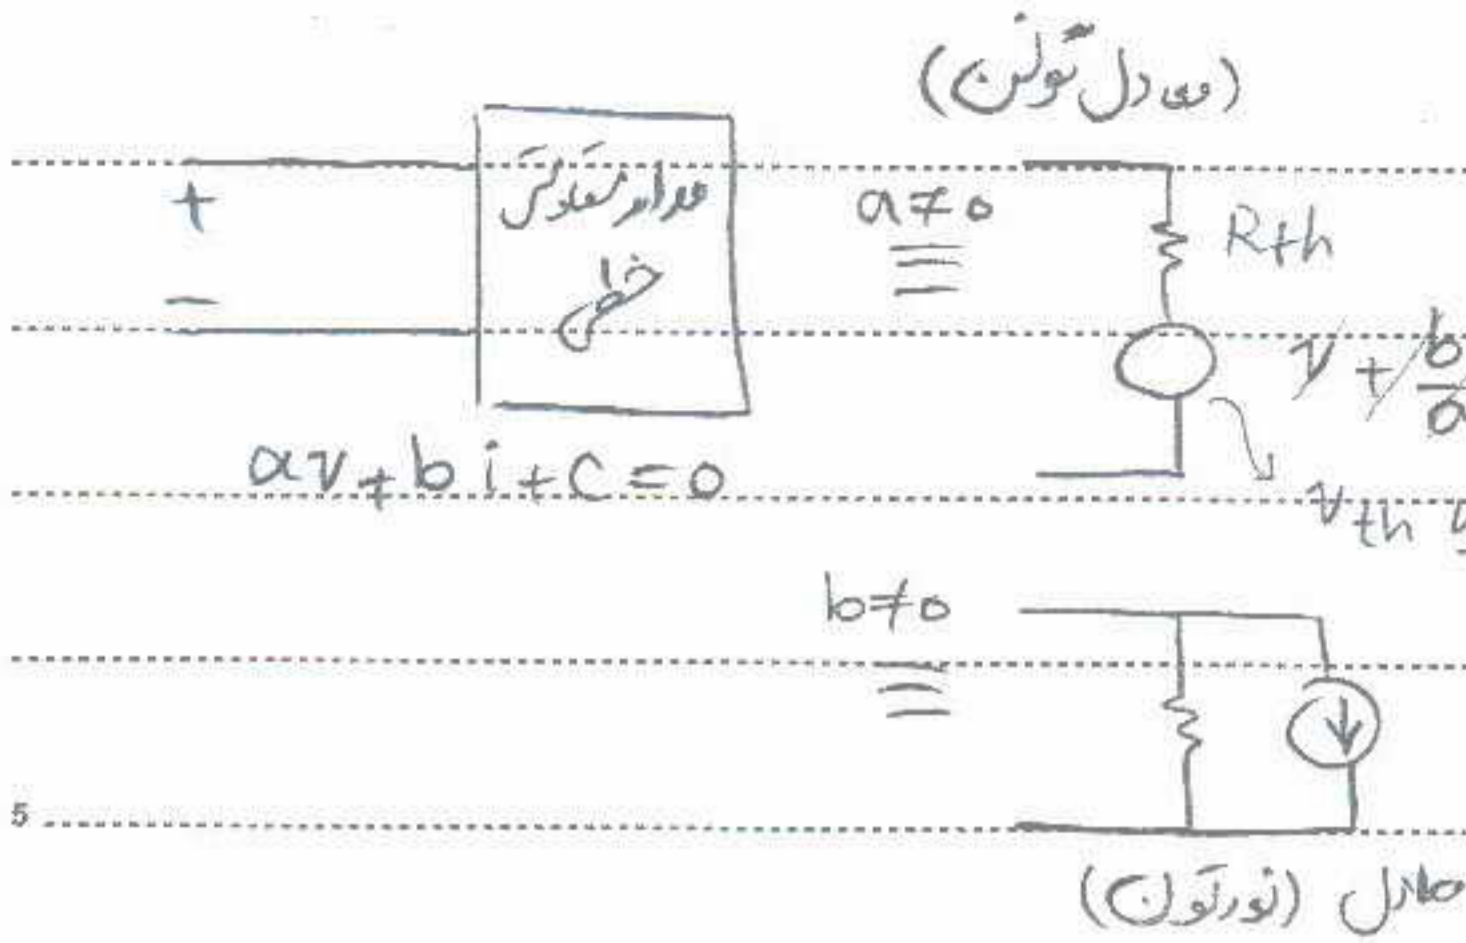 (معادل تونن)
+
مدار مقاومتی
خطی
−
a≠0
≡
Rth
v + b/a
av + bi + c = 0
vth
b≠0
≡
5
معادل (نورتون)